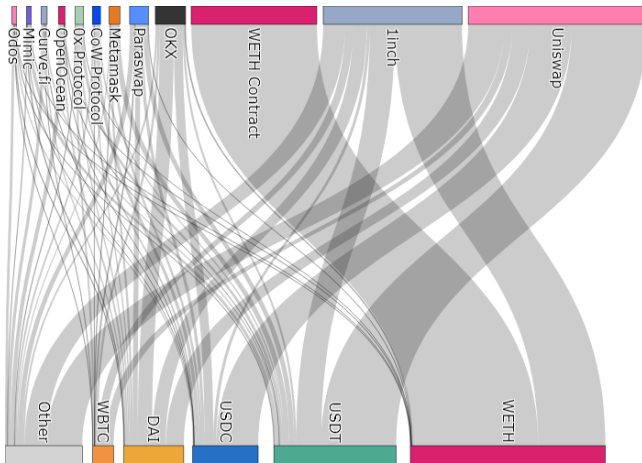 Odos
Mimic
Curve.fi
OpenOcean
0x Protocol
CoW Protocol
Metamask
Paraswap
OKX
WETH Contract
1inch
Uniswap
Other
WBTC
DAI
USDC
USDT
WETH